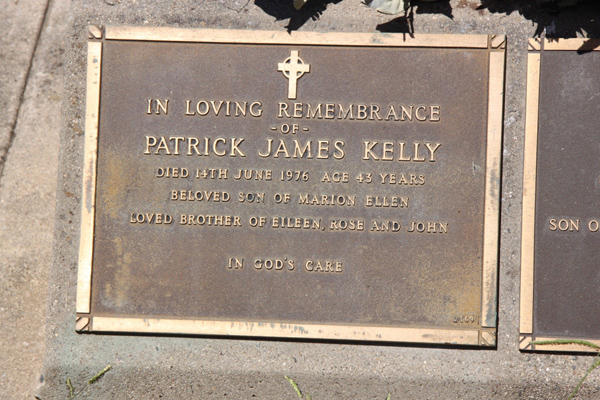 IN LOVING REMEMBRANCE
- OF -
PATRICK JAMES KELLY
DIED 14TH JUNE 1976 AGE 43 YEARS
BELOVED SON OF MARION ELLEN
LOVED BROTHER OF EILEEN, ROSE AND JOHN
IN GOD'S CARE
SON O